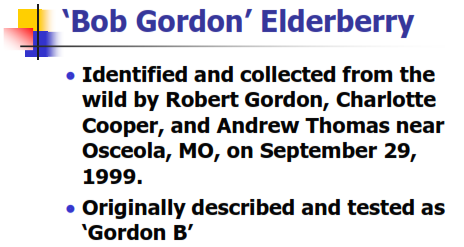 ‘Bob Gordon’ Elderberry
• Identified and collected from the
wild by Robert Gordon, Charlotte
Cooper, and Andrew Thomas near
Osceola, MO, on September 29,
1999.
• Originally described and tested as
‘Gordon B’